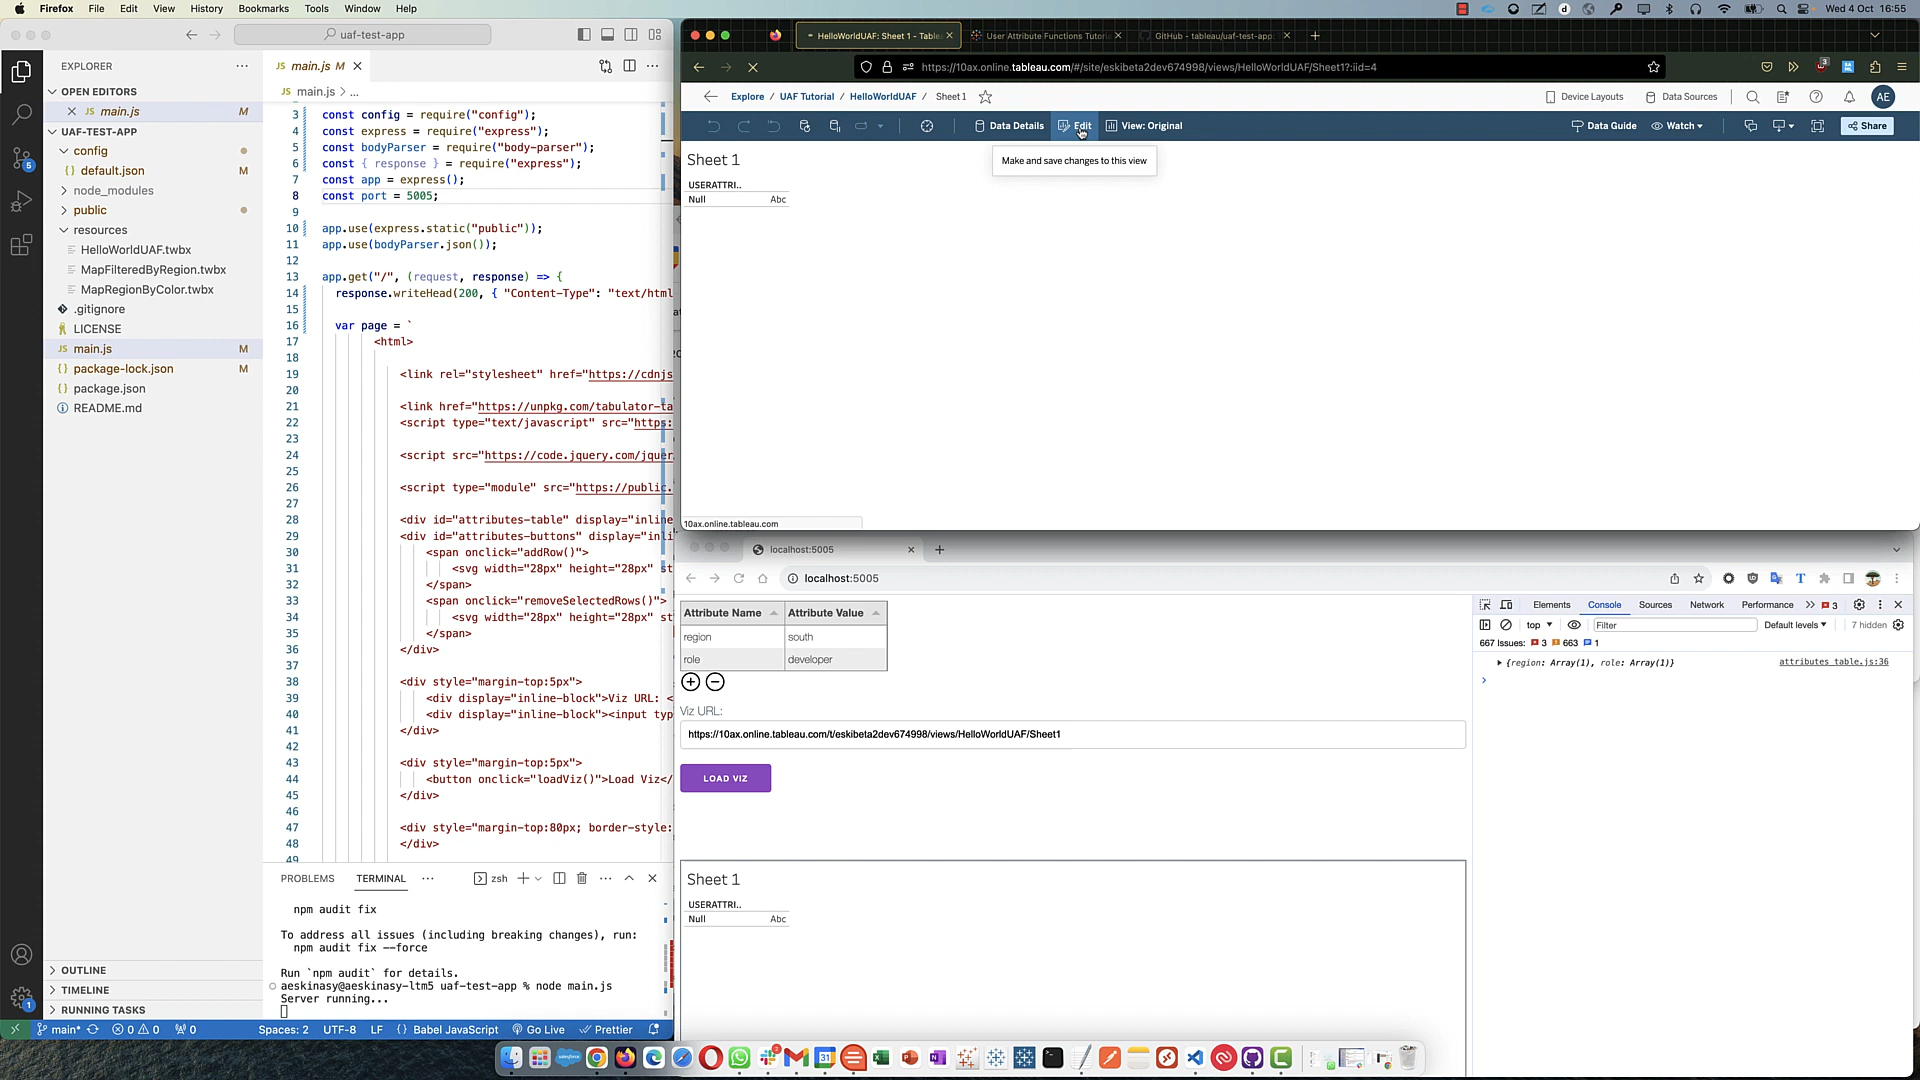 Firefox File Edit View History Bookmarks Tools Window Help
Wed 4 Oct 16:55
uaf-test-app
EXPLORER
OPEN EDITORS
JS main.js M
UAF-TEST-APP
config
{} default.json M
node_modules
public
resources
HelloWorldUAF.twbx
MapFilteredByRegion.twbx
MapRegionByColor.twbx
.gitignore
LICENSE
JS main.js M
{} package-lock.json M
{} package.json
README.md
OUTLINE
TIMELINE
RUNNING TASKS
5
1
JS main.js M
JS main.js > ...
3 const config = require("config");
4 const express = require("express");
5 const bodyParser = require("body-parser");
6 const { response } = require("express");
7 const app = express();
8 const port = 5005;
9
10 app.use(express.static("public"));
11 app.use(bodyParser.json());
12
13 app.get("/", (request, response) => {
14 response.writeHead(200, { "Content-Type": "text/html
15
16 var page = `
17 <html>
18
19 <link rel="stylesheet" href="https://cdnjs
20
21 <link href="https://unpkg.com/tabulator-ta
22 <script type="text/javascript" src="https:
23
24 <script src="https://code.jquery.com/jquer
25
26 <script type="module" src="https://public.
27
28 <div id="attributes-table" display="inline
29 <div id="attributes-buttons" display="inli
30 <span onclick="addRow()">
31 <svg width="28px" height="28px" st
32 </span>
33 <span onclick="removeSelectedRows()">
34 <svg width="28px" height="28px" st
35 </span>
36 </div>
37
38 <div style="margin-top:5px">
39 <div display="inline-block">Viz URL: <
40 <div display="inline-block"><input typ
41 </div>
42
43 <div style="margin-top:5px">
44 <button onclick="loadViz()">Load Viz</
45 </div>
46
47 <div style="margin-top:80px; border-style:
48 </div>
49
PROBLEMS TERMINAL ... zsh
npm audit fix
To address all issues (including breaking changes), run:
npm audit fix --force
Run `npm audit` for details.
aeskinasy@aeskinasy-ltm5 uaf-test-app % node main.js
Server running...
main* 0 0 0 Spaces: 2 UTF-8 LF {} Babel JavaScript Go Live Prettier
HelloWorldUAF: Sheet 1 - Table
User Attribute Functions Tutori
GitHub - tableau/uaf-test-app
https://10ax.online.tableau.com/#/site/eskibeta2dev674998/views/HelloWorldUAF/Sheet1?:iid=4
3
Explore / UAF Tutorial / HelloWorldUAF / Sheet 1
Device Layouts Data Sources AE
Data Details Edit View: Original Data Guide Watch Share
Make and save changes to this view
Sheet 1
USERATTRI..
Null Abc
10ax.online.tableau.com
localhost:5005
localhost:5005
Attribute Name Attribute Value
region south
role developer
Viz URL:
https://10ax.online.tableau.com/t/eskibeta2dev674998/views/HelloWorldUAF/Sheet1
LOAD VIZ
Sheet 1
USERATTRI..
Null Abc
Elements Console Sources Network Performance 3
top Filter Default levels 7 hidden
667 Issues: 3 663 1
{region: Array(1), role: Array(1)} attributes_table.js:36